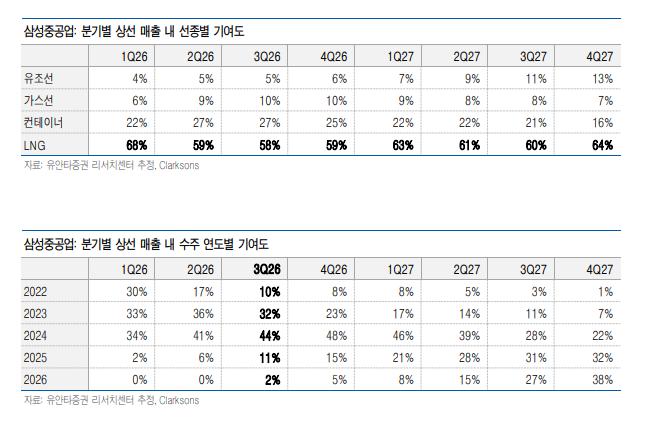 삼성중공업: 분기별 상선 매출 내 선종별 기여도
1Q26 2Q26 3Q26 4Q26 1Q27 2Q27 3Q27 4Q27
유조선 4% 5% 5% 6% 7% 9% 11% 13%
가스선 6% 9% 10% 10% 9% 8% 8% 7%
컨테이너 22% 27% 27% 25% 22% 22% 21% 16%
LNG 68% 59% 58% 59% 63% 61% 60% 64%
자료: 유안타증권 리서치센터 추정, Clarksons
삼성중공업: 분기별 상선 매출 내 수주 연도별 기여도
1Q26 2Q26 3Q26 4Q26 1Q27 2Q27 3Q27 4Q27
2022 30% 17% 10% 8% 8% 5% 3% 1%
2023 33% 36% 32% 23% 17% 14% 11% 7%
2024 34% 41% 44% 48% 46% 39% 28% 22%
2025 2% 6% 11% 15% 21% 28% 31% 32%
2026 0% 0% 2% 5% 8% 15% 27% 38%
자료: 유안타증권 리서치센터 추정, Clarksons